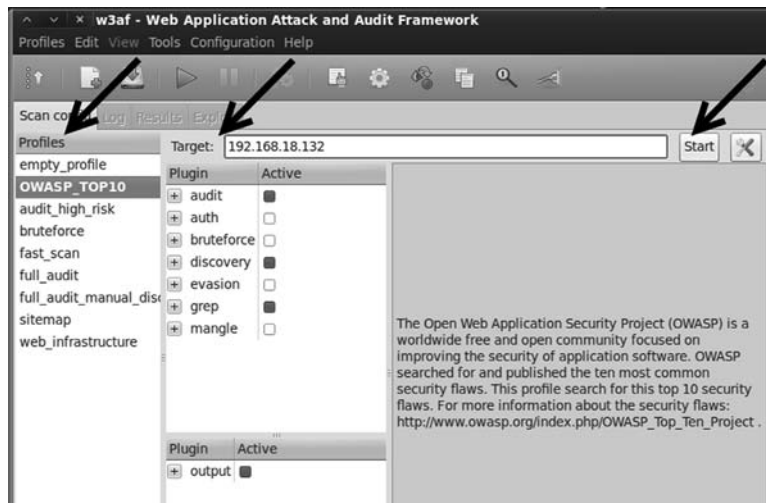 w3af - Web Application Attack and Audit Framework
Profiles Edit View Tools Configuration Help
Scan config Log Results Exploit
Profiles
empty_profile
OWASP_TOP10
audit_high_risk
bruteforce
fast_scan
full_audit
full_audit_manual_disc
sitemap
web_infrastructure
Target: 192.168.18.132 Start
Plugin Active
audit
auth
bruteforce
discovery
evasion
grep
mangle
Plugin Active
output
The Open Web Application Security Project (OWASP) is a
worldwide free and open community focused on
improving the security of application software. OWASP
searched for and published the ten most common
security flaws. This profile search for this top 10 security
flaws. For more information about the security flaws:
http://www.owasp.org/index.php/OWASP_Top_Ten_Project .